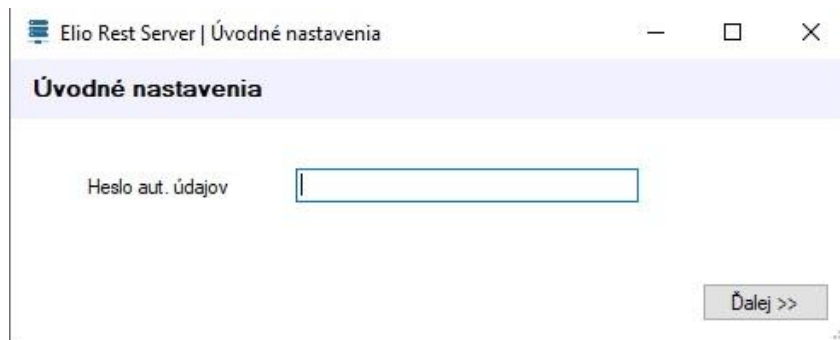 Elio Rest Server | Úvodné nastavenia
Úvodné nastavenia
Heslo aut. údajov
Ďalej >>